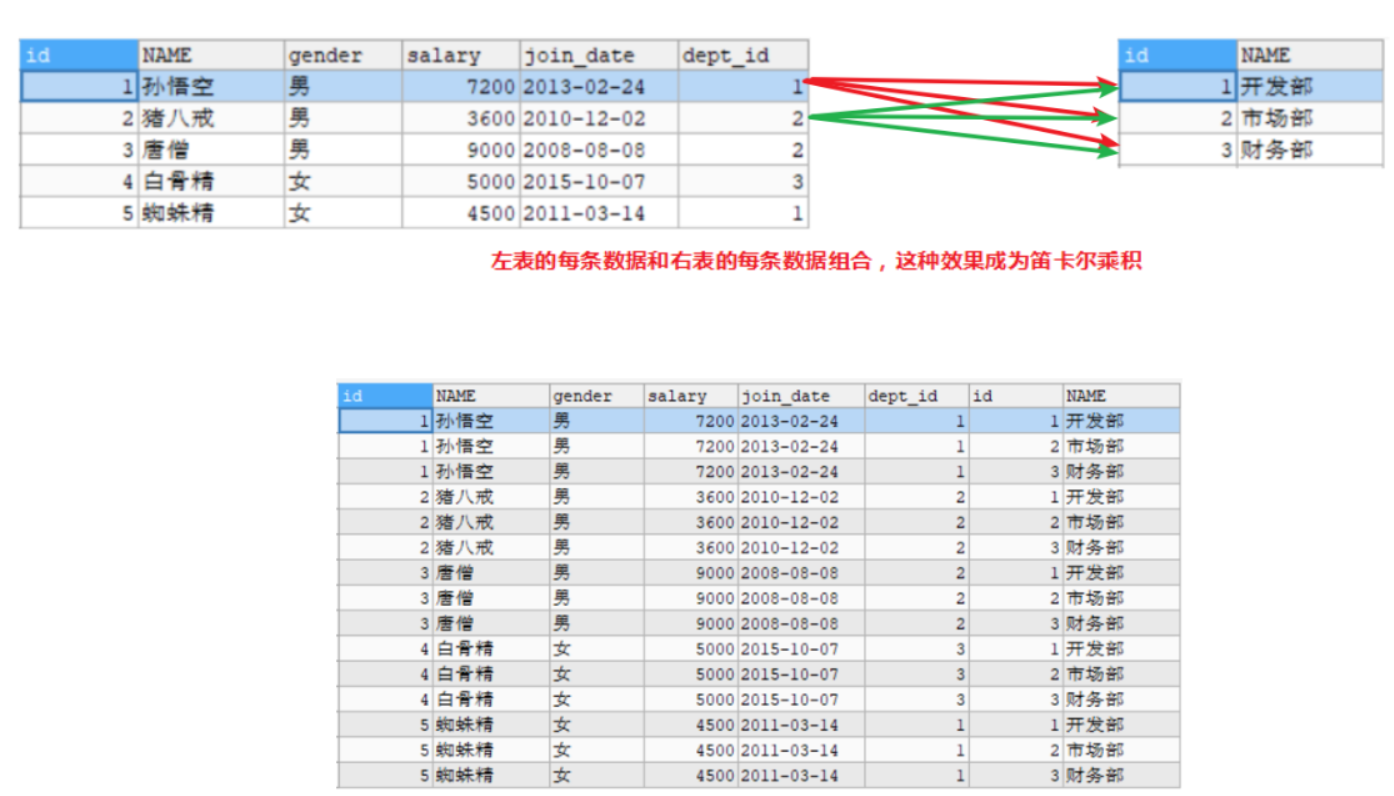 id NAME gender salary join_date dept_id id NAME
1 孙悟空 男 7200 2013-02-24 1 1 开发部
2 猪八戒 男 3600 2010-12-02 2 2 市场部
3 唐僧 男 9000 2008-08-08 2 3 财务部
4 白骨精 女 5000 2015-10-07 3
5 蜘蛛精 女 4500 2011-03-14 1
左表的每条数据和右表的每条数据组合，这种效果成为笛卡尔乘积
id NAME gender salary join_date dept_id id NAME
1 孙悟空 男 7200 2013-02-24 1 1 开发部
1 孙悟空 男 7200 2013-02-24 1 2 市场部
1 孙悟空 男 7200 2013-02-24 1 3 财务部
2 猪八戒 男 3600 2010-12-02 2 1 开发部
2 猪八戒 男 3600 2010-12-02 2 2 市场部
2 猪八戒 男 3600 2010-12-02 2 3 财务部
3 唐僧 男 9000 2008-08-08 2 1 开发部
3 唐僧 男 9000 2008-08-08 2 2 市场部
3 唐僧 男 9000 2008-08-08 2 3 财务部
4 白骨精 女 5000 2015-10-07 3 1 开发部
4 白骨精 女 5000 2015-10-07 3 2 市场部
4 白骨精 女 5000 2015-10-07 3 3 财务部
5 蜘蛛精 女 4500 2011-03-14 1 1 开发部
5 蜘蛛精 女 4500 2011-03-14 1 2 市场部
5 蜘蛛精 女 4500 2011-03-14 1 3 财务部